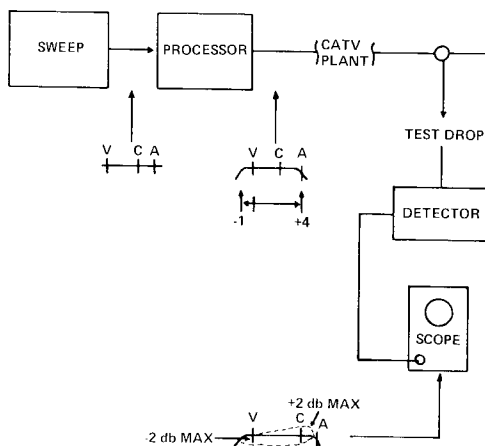 SWEEP
PROCESSOR
CATV
PLANT
TEST DROP
V C A
V C A
-1 +4
DETECTOR
SCOPE
+2 db MAX
V C A
-2 db MAX